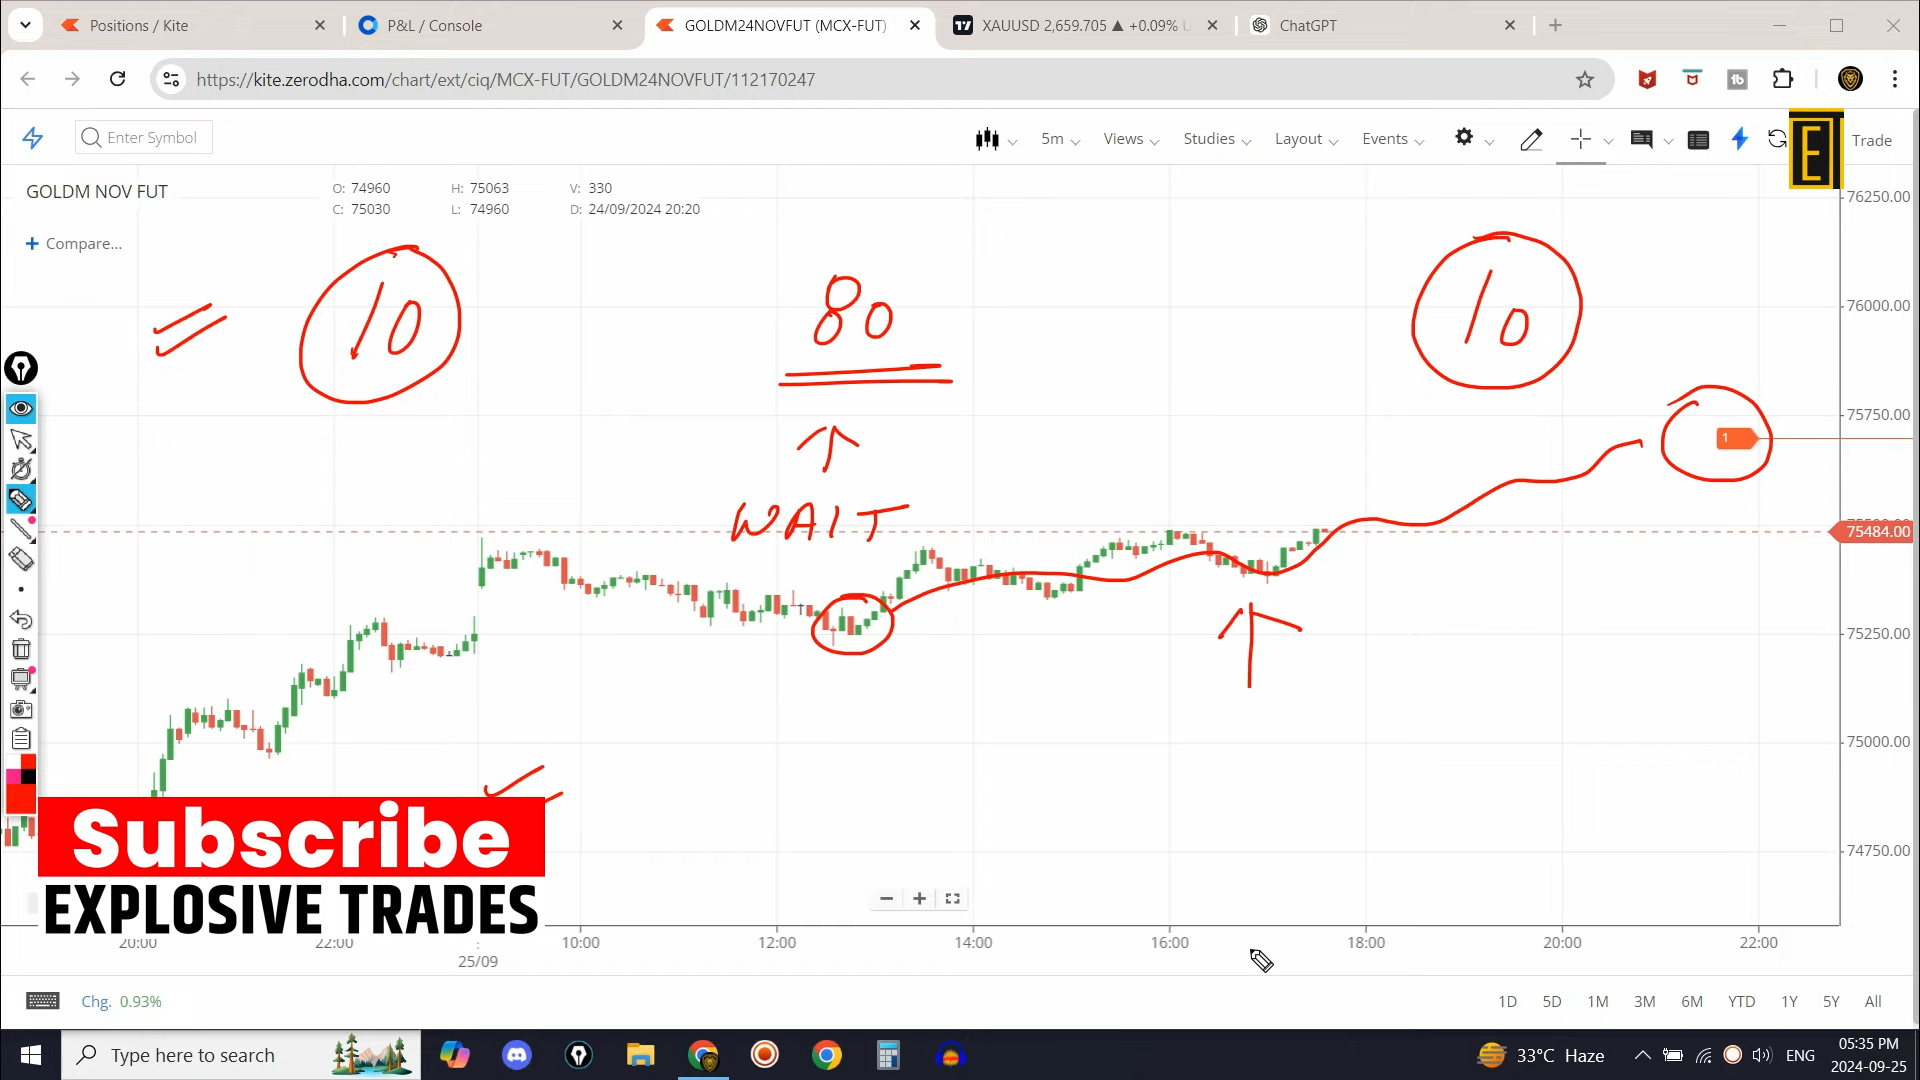 Positions / Kite
P&L / Console
GOLDM24NOVFUT (MCX-FUT)
XAUUSD 2,659.705 ▲ +0.09% U
ChatGPT
https://kite.zerodha.com/chart/ext/ciq/MCX-FUT/GOLDM24NOVFUT/112170247
Enter Symbol
5m
Views
Studies
Layout
Events
E
Trade
GOLDM NOV FUT
O: 74960 H: 75063 V: 330
C: 75030 L: 74960 D: 24/09/2024 20:20
+ Compare...
76250.00
76000.00
75750.00
75484.00
75250.00
75000.00
74750.00
10
80
10
WAIT
1
Subscribe
EXPLOSIVE TRADES
20:00 22:00 10:00 12:00 14:00 16:00 18:00 20:00 22:00
25/09
Chg. 0.93%
1D 5D 1M 3M 6M YTD 1Y 5Y All
Type here to search
33°C Haze
ENG
05:35 PM
2024-09-25